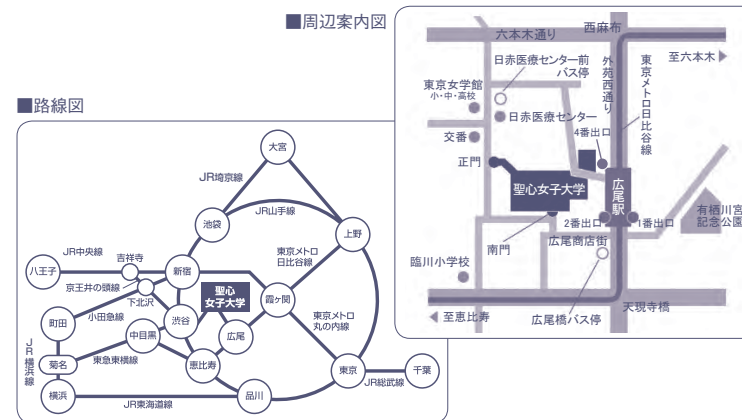 ■周辺案内図
六本木通り
西麻布
至六本木▶
日赤医療センター前
バス停
外苑西通り
東京メトロ日比谷線
東京女学館
小・中・高校
日赤医療センター
4番出口
交番
正門
聖心女子大学
広尾駅
有栖川宮
記念公園
2番出口
1番出口
南門
広尾商店街
臨川小学校
天現寺橋
◀至恵比寿
広尾橋バス停
■路線図
大宮
JR埼京線
JR山手線
池袋
上野
東京メトロ
日比谷線
JR中央線
吉祥寺
八王子
京王井の頭線
新宿
聖心
女子大学
霞ヶ関
下北沢
小田急線
町田
渋谷
東京メトロ
丸の内線
中目黒
広尾
JR横浜線
東急東横線
菊名
恵比寿
東京
千葉
JR総武線
横浜
品川
JR東海道線